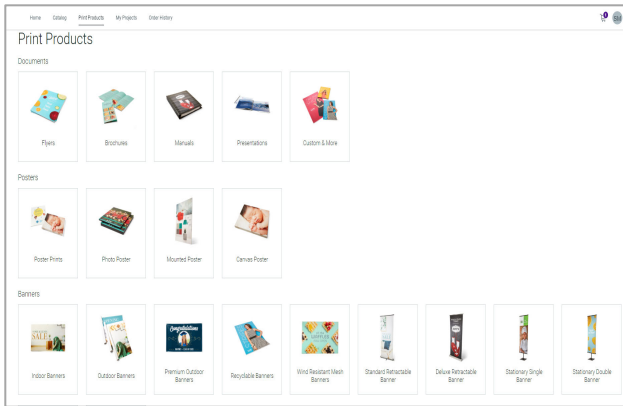 Home Catalog Print Products My Projects Order History
Print Products
Documents
Flyers Brochures Manuals Presentations Custom & More
Posters
Poster Prints Photo Poster Mounted Poster Canvas Poster
Banners
SALE
Congratulations
Indoor Banners Outdoor Banners Premium Outdoor Banners Recyclable Banners Wind Resistant Mesh Banners Standard Retractable Banner Deluxe Retractable Banner Stationary Single Banner Stationary Double Banner